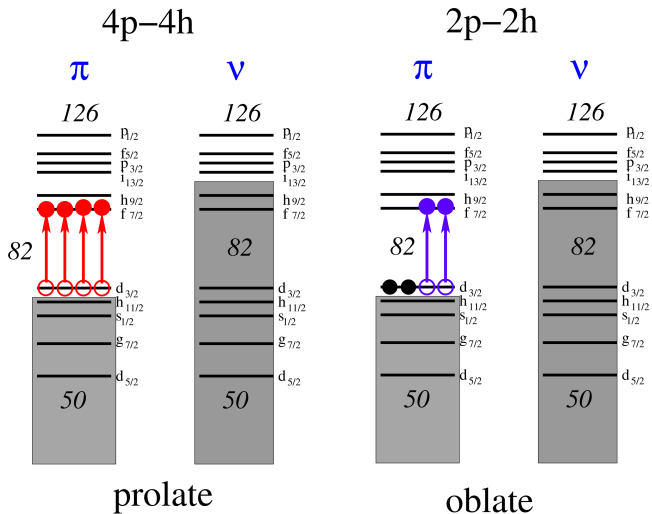 4p−4h
2p−2h
π
ν
π
ν
126
126
126
126
p1/2
f5/2
p3/2
i13/2
h9/2
f7/2
82
d3/2
h11/2
s1/2
g7/2
d5/2
50
p1/2
f5/2
p3/2
i13/2
h9/2
f7/2
82
d3/2
h11/2
s1/2
g7/2
d5/2
50
p1/2
f5/2
p3/2
i13/2
h9/2
f7/2
82
d3/2
h11/2
s1/2
g7/2
d5/2
50
p1/2
f5/2
p3/2
i13/2
h9/2
f7/2
82
d3/2
h11/2
s1/2
g7/2
d5/2
50
prolate
oblate